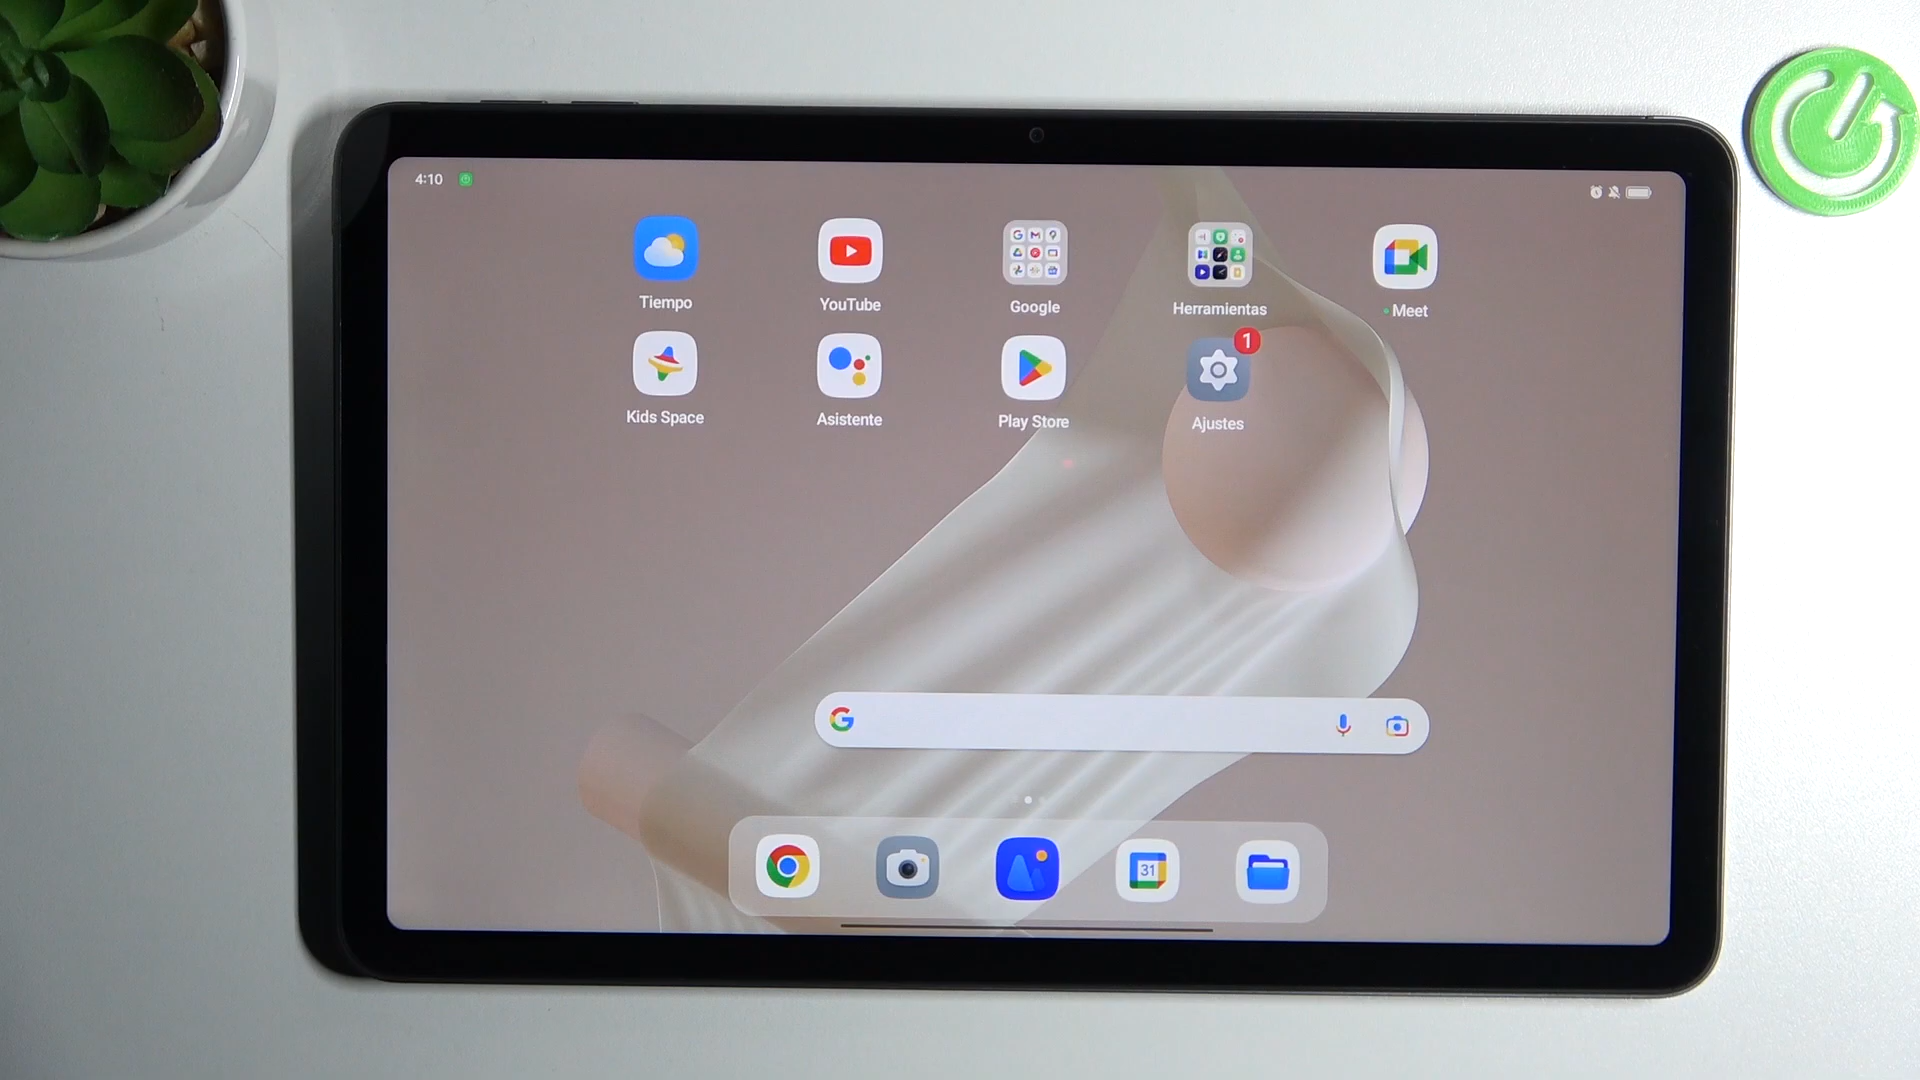 4:10
Tiempo
YouTube
Google
Herramientas
Meet
Kids Space
Asistente
Play Store
1
Ajustes
31